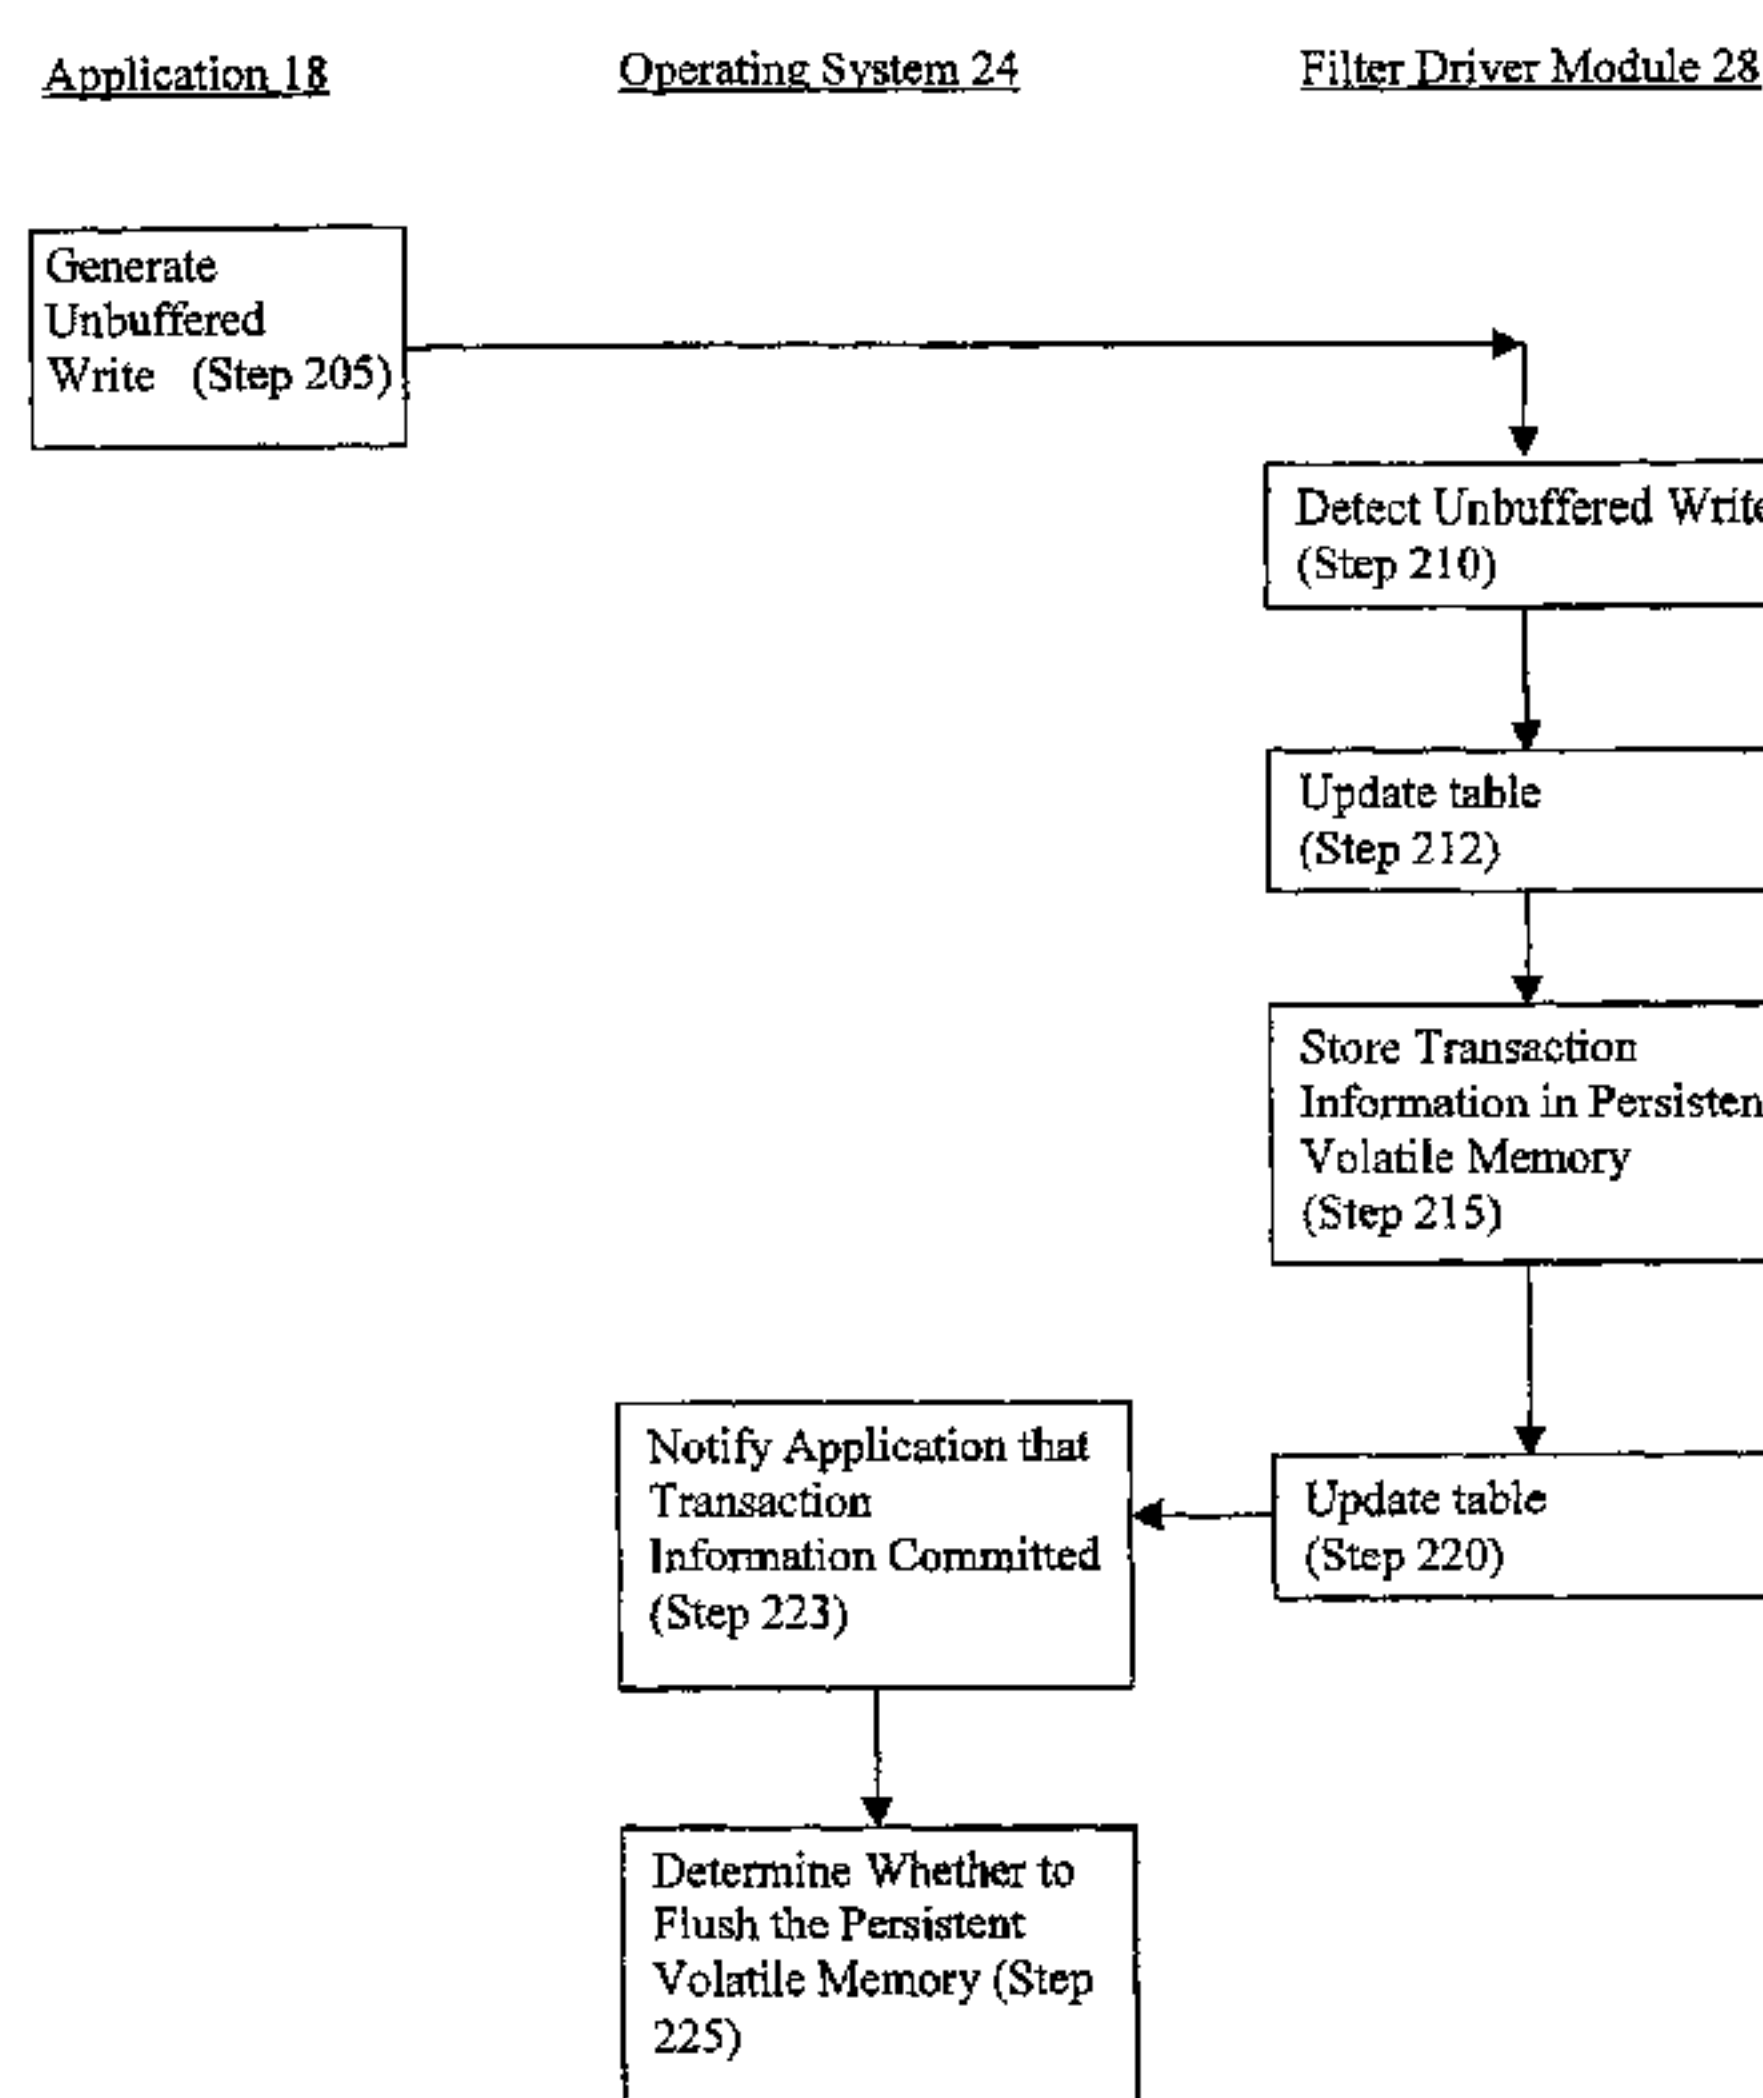 Application 18
Operating System 24
Filter Driver Module 28
Generate
Unbuffered
Write (Step 205)
Detect Unbuffered Write
(Step 210)
Update table
(Step 212)
Store Transaction
Information in Persisten
Volatile Memory
(Step 215)
Update table
(Step 220)
Notify Application that
Transaction
Information Committed
(Step 223)
Determine Whether to
Flush the Persistent
Volatile Memory (Step
225)